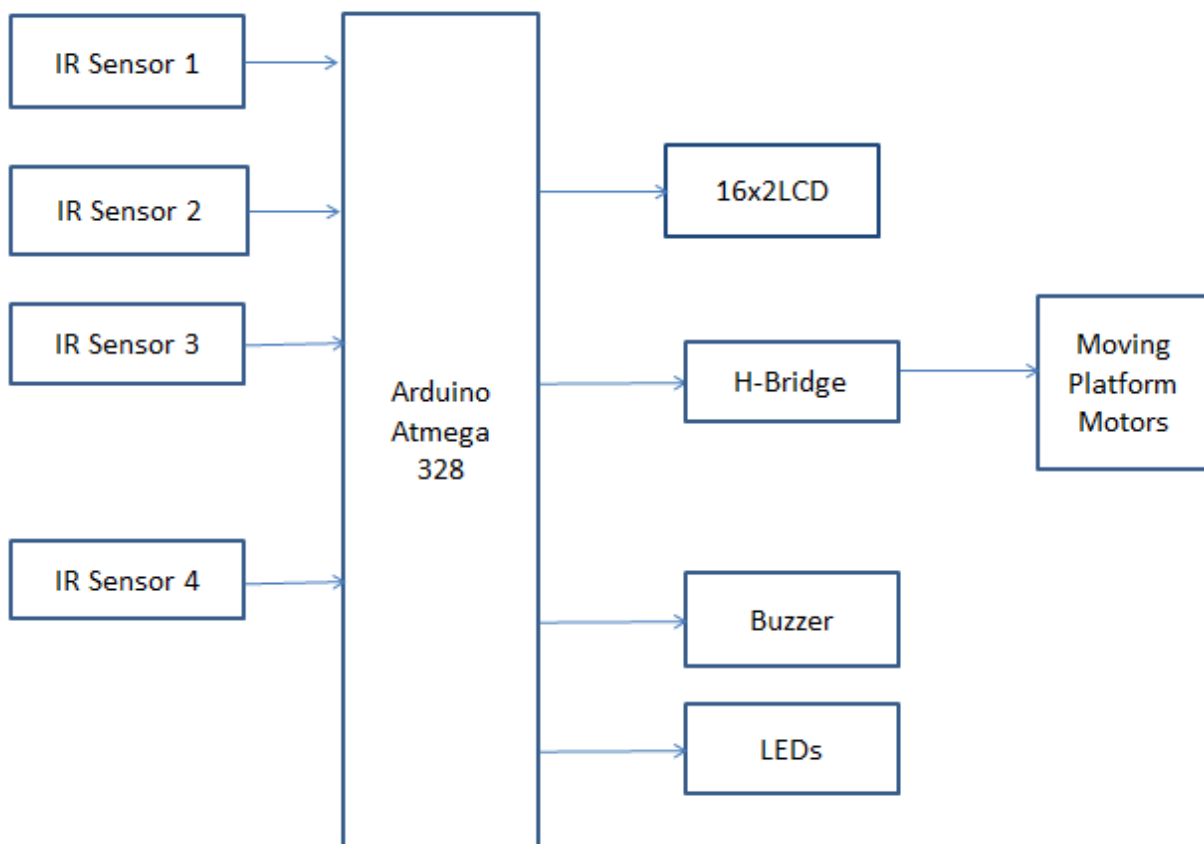 IR Sensor 1
IR Sensor 2
IR Sensor 3
IR Sensor 4
Arduino
Atmega
328
16x2LCD
H-Bridge
Moving
Platform
Motors
Buzzer
LEDs